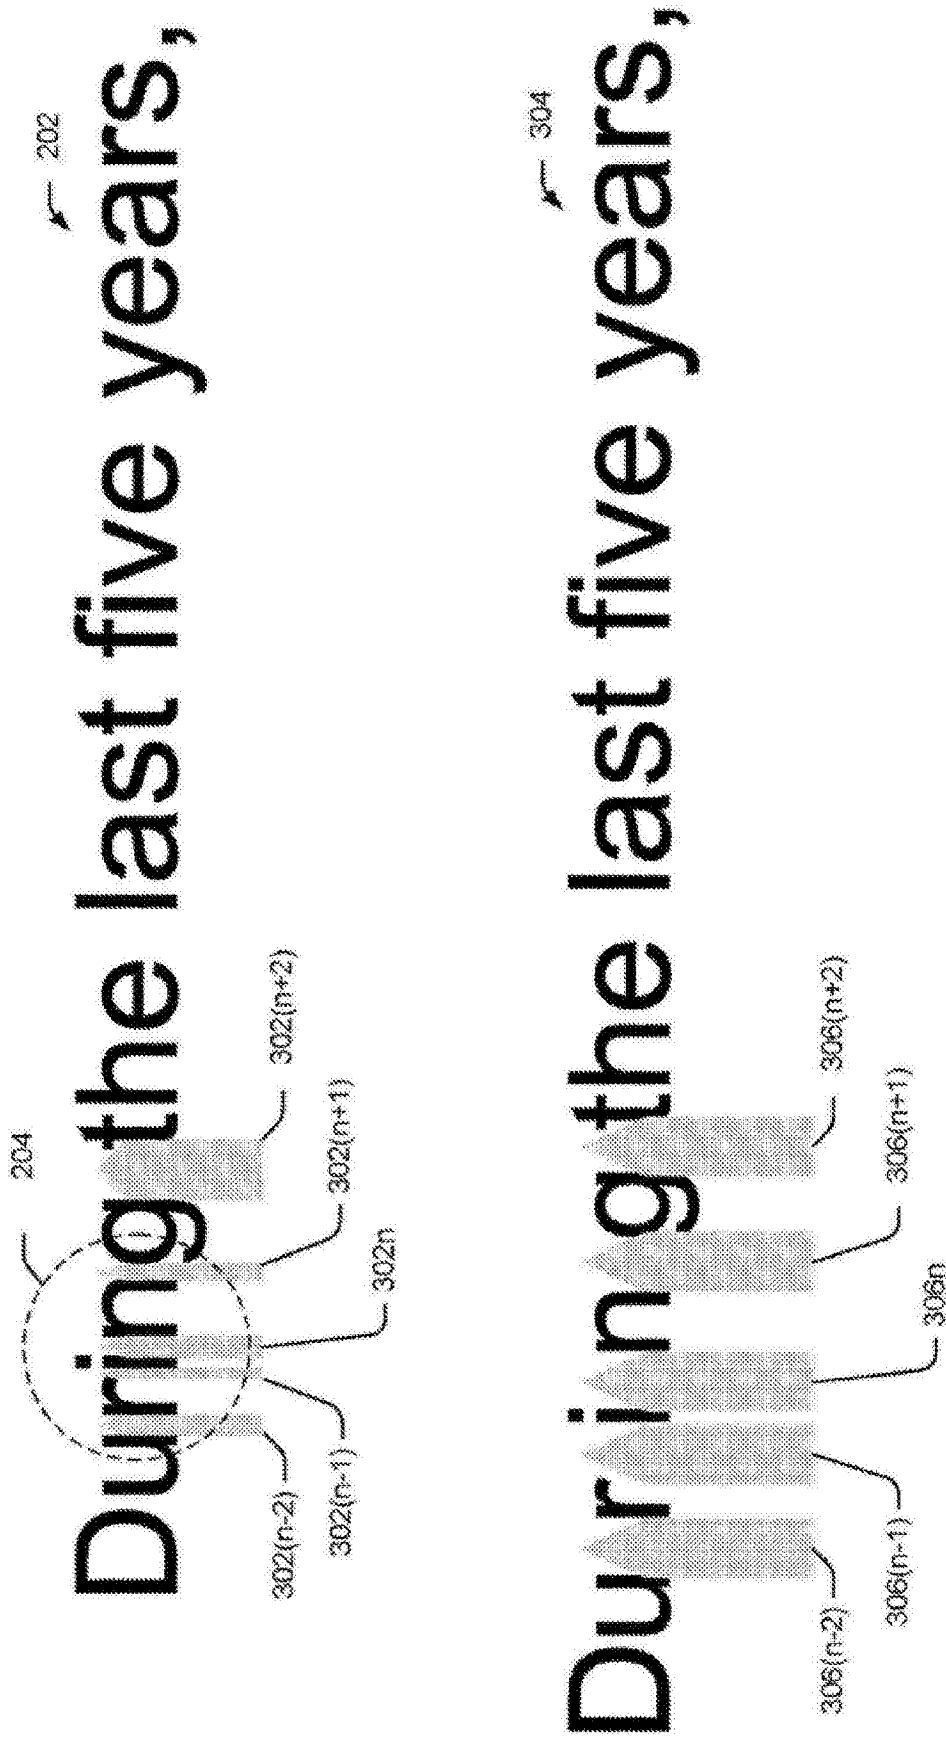 202
204
During the last five years,
302(n-2)
302(n-1)
302n
302(n+1)
302(n+2)
304
During the last five years,
306(n-2)
306(n-1)
306n
306(n+1)
306(n+2)